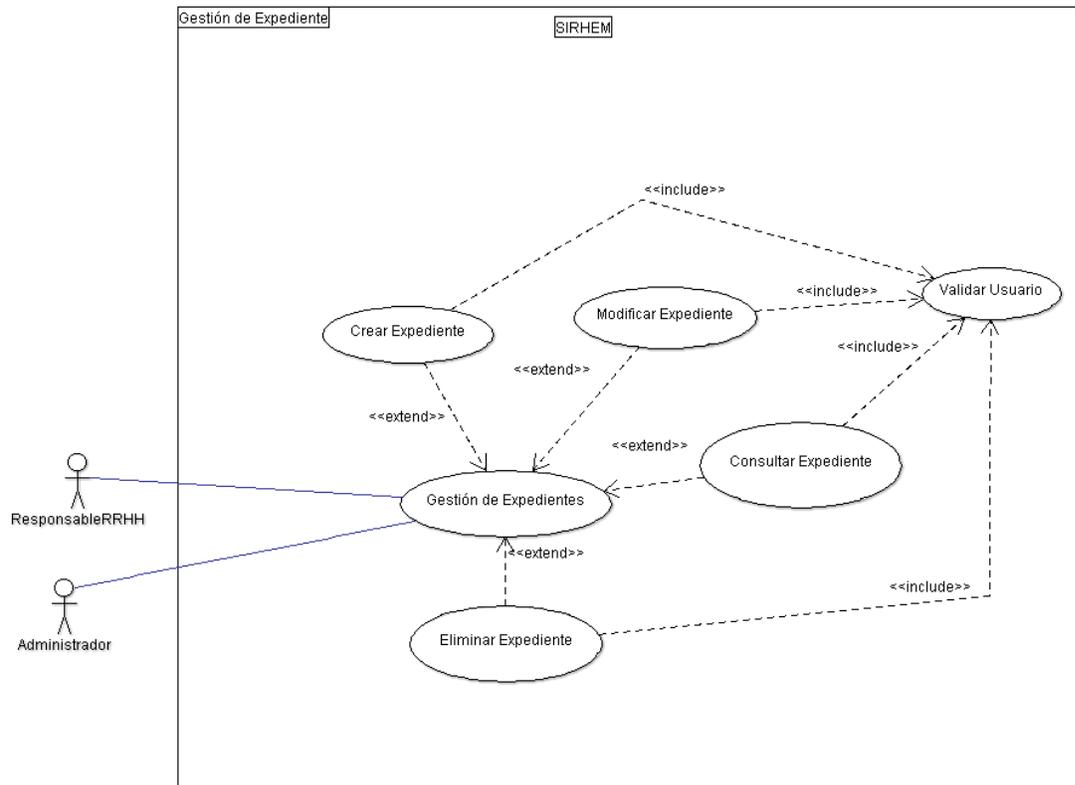 Gestión de Expediente
SIRHEM
<<include>>
Validar Usuario
<<include>>
Modificar Expediente
Crear Expediente
<<include>>
<<extend>>
<<extend>>
<<extend>>
Consultar Expediente
Gestión de Expedientes
ResponsableRRHH
<<extend>>
<<include>>
Eliminar Expediente
Administrador